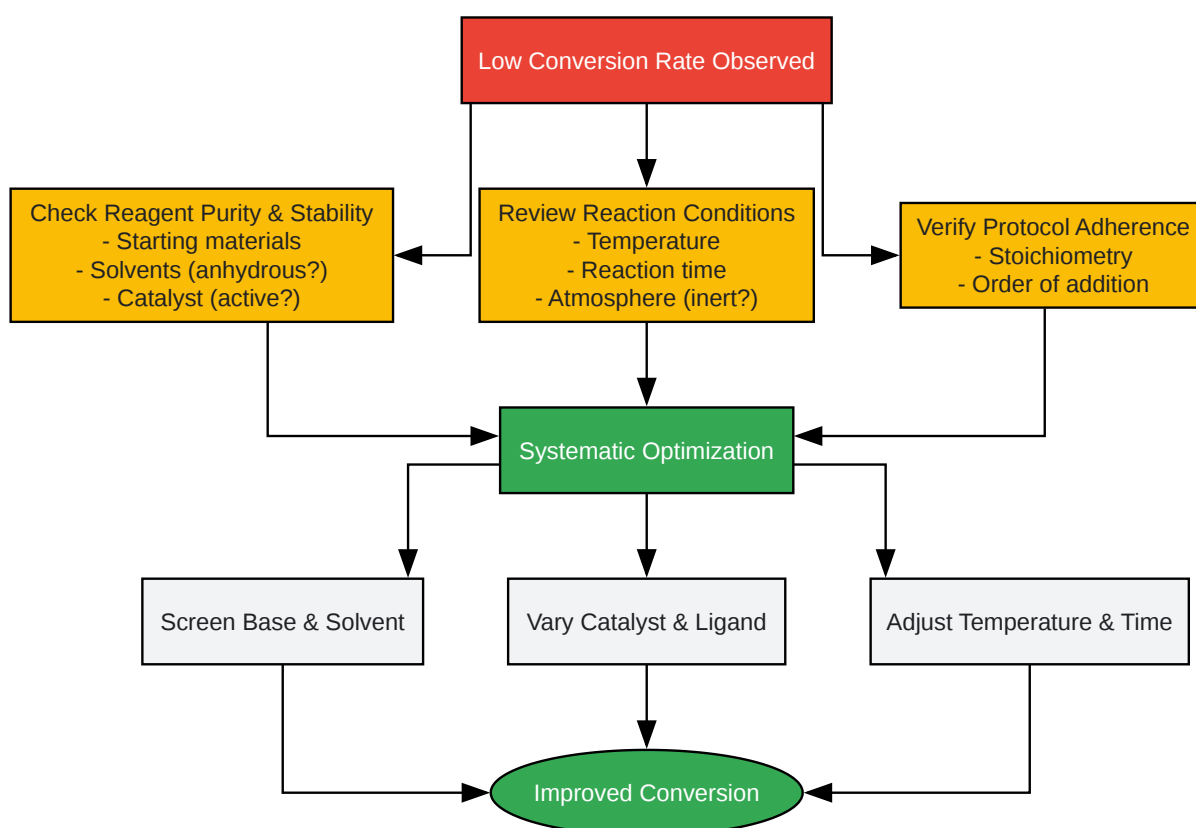 Low Conversion Rate Observed
Check Reagent Purity & Stability
- Starting materials
- Solvents (anhydrous?)
- Catalyst (active?)
Review Reaction Conditions
- Temperature
- Reaction time
- Atmosphere (inert?)
Verify Protocol Adherence
- Stoichiometry
- Order of addition
Systematic Optimization
Screen Base & Solvent
Vary Catalyst & Ligand
Adjust Temperature & Time
Improved Conversion